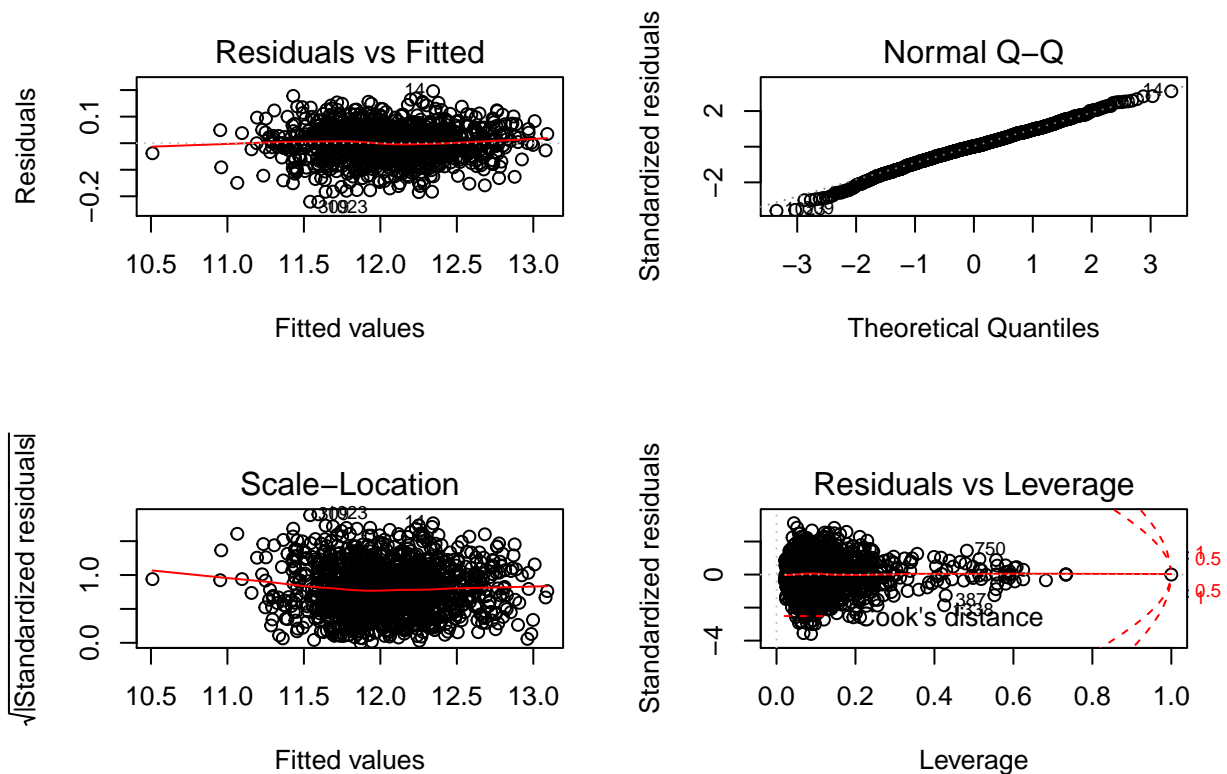 Residuals vs Fitted
Residuals
0.1
−0.2
14
10.5 11.0 11.5 12.0 12.5 13.0
Fitted values
Normal Q−Q
Standardized residuals
2
−2
14
−3 −2 −1 0 1 2 3
Theoretical Quantiles
Scale−Location
√|Standardized residuals|
1.0
0.0
14
10.5 11.0 11.5 12.0 12.5 13.0
Fitted values
Residuals vs Leverage
Standardized residuals
0
−4
750
387
1338
Cook's distance
1
0.5
0.5
1
0.0 0.2 0.4 0.6 0.8 1.0
Leverage